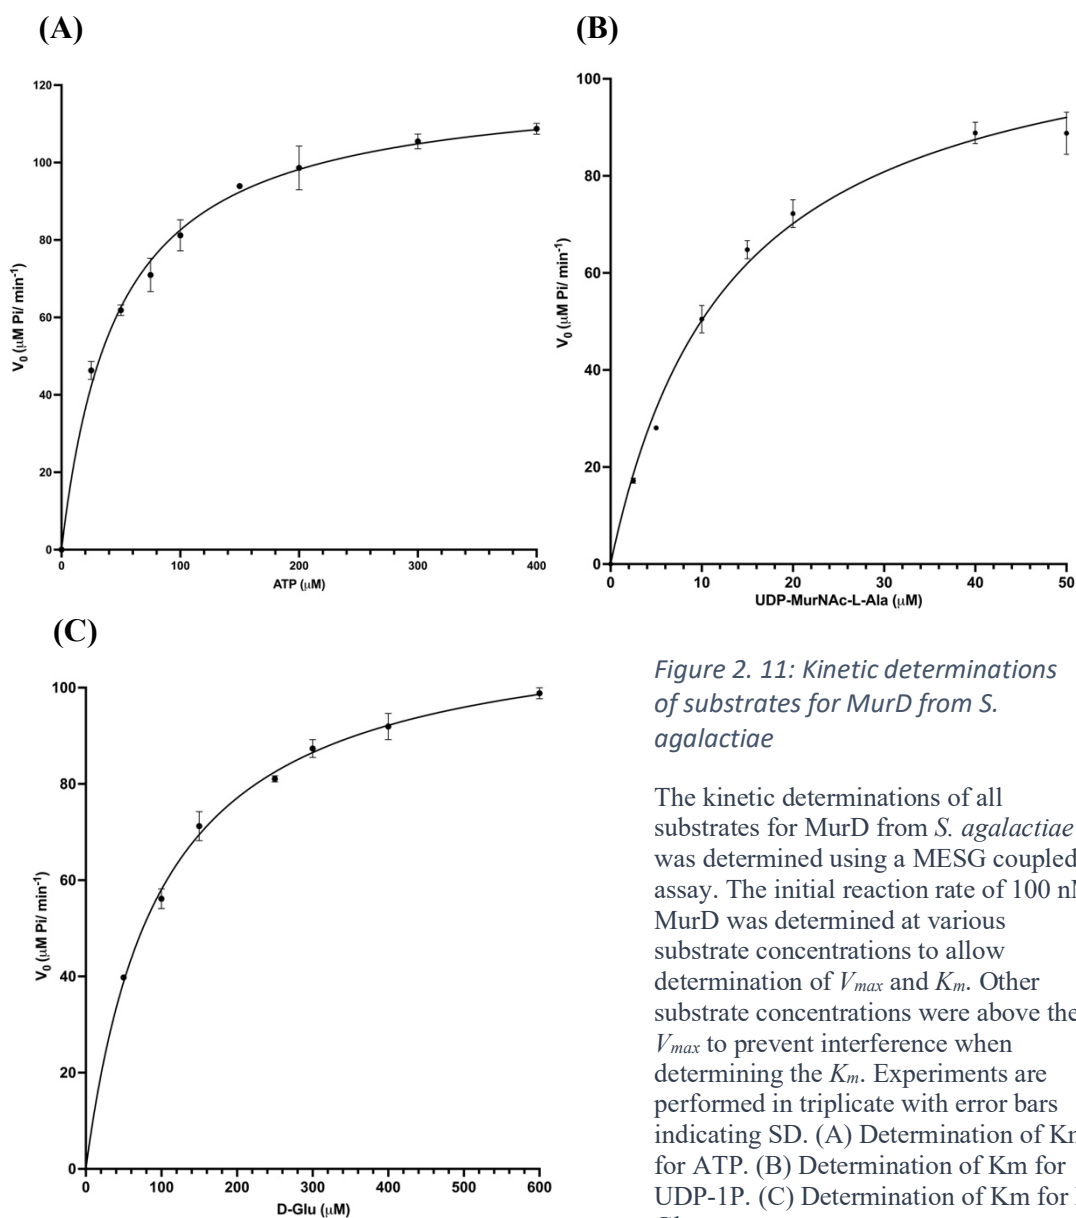 (A)
120
100
80
60
40
20
0
V0 (μM Pi/ min-1)
0 100 200 300 400
ATP (μM)
(B)
100
80
60
40
20
0
V0 (μM Pi/ min-1)
0 10 20 30 40 50
UDP-MurNAc-L-Ala (μM)
(C)
100
80
60
40
20
0
V0 (μM Pi/ min-1)
0 100 200 300 400 500 600
D-Glu (μM)
Figure 2. 11: Kinetic determinations
of substrates for MurD from S.
agalactiae
The kinetic determinations of all
substrates for MurD from S. agalactiae
was determined using a MESG coupled
assay. The initial reaction rate of 100
MurD was determined at various
substrate concentrations to allow
determination of Vmax and Km. Other
substrate concentrations were above the
Vmax to prevent interference when
determining the Km. Experiments are
performed in triplicate with error bars
indicating SD. (A) Determination of
for ATP. (B) Determination of Km for
UDP-1P. (C) Determination of Km for